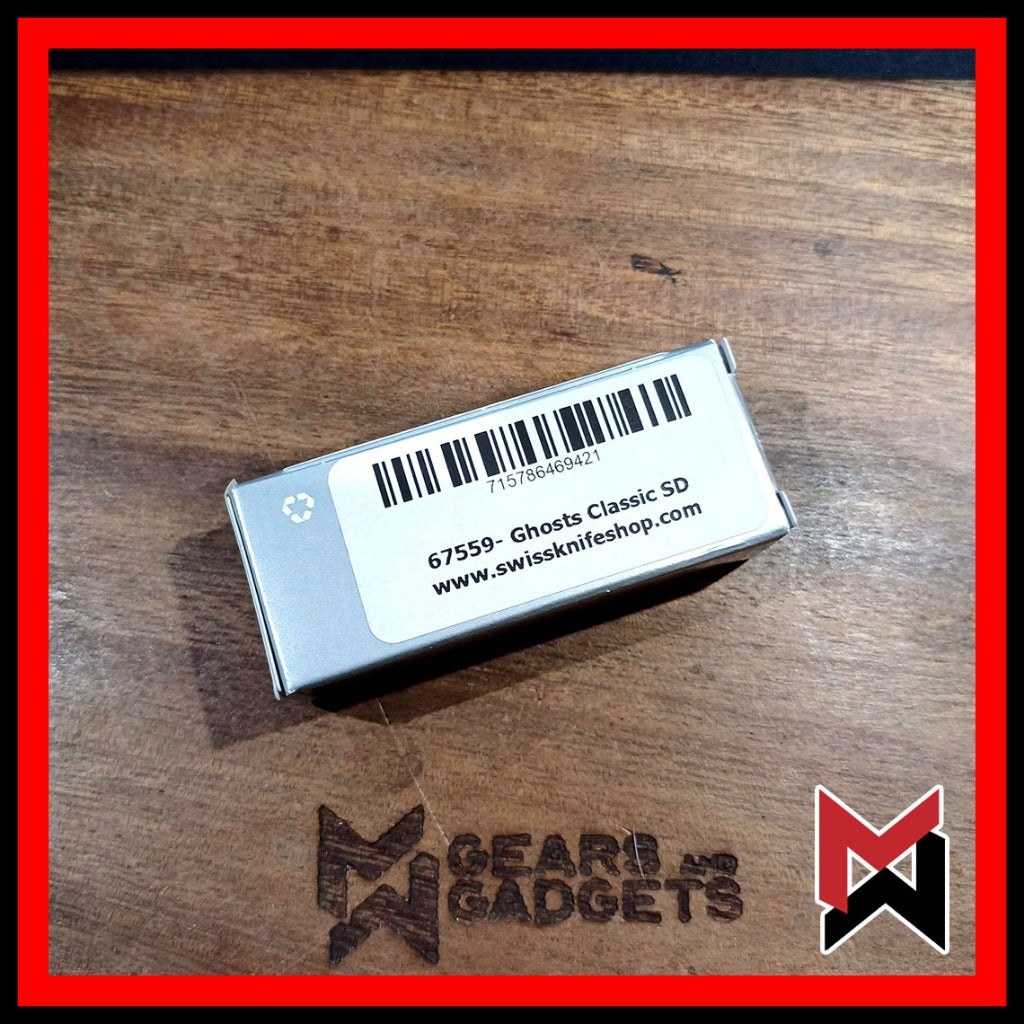 715786469421
67559- Ghosts Classic SD
www.swissknifeshop.com
GEARS AND
GADGETS